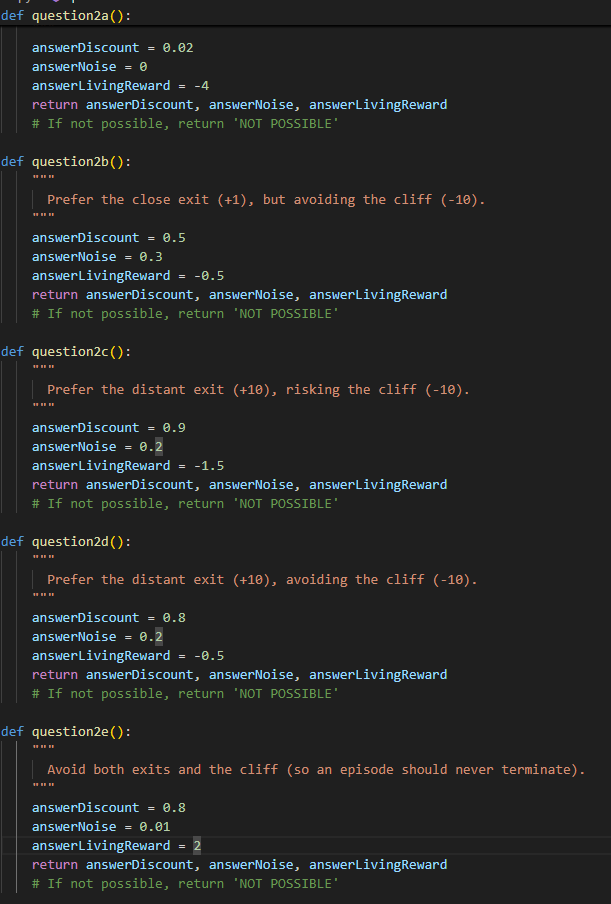 def question2a():
    answerDiscount = 0.02
    answerNoise = 0
    answerLivingReward = -4
    return answerDiscount, answerNoise, answerLivingReward
    # If not possible, return 'NOT POSSIBLE'
def question2b():
    """
      Prefer the close exit (+1), but avoiding the cliff (-10).
    """
    answerDiscount = 0.5
    answerNoise = 0.3
    answerLivingReward = -0.5
    return answerDiscount, answerNoise, answerLivingReward
    # If not possible, return 'NOT POSSIBLE'
def question2c():
    """
      Prefer the distant exit (+10), risking the cliff (-10).
    """
    answerDiscount = 0.9
    answerNoise = 0.2
    answerLivingReward = -1.5
    return answerDiscount, answerNoise, answerLivingReward
    # If not possible, return 'NOT POSSIBLE'
def question2d():
    """
      Prefer the distant exit (+10), avoiding the cliff (-10).
    """
    answerDiscount = 0.8
    answerNoise = 0.2
    answerLivingReward = -0.5
    return answerDiscount, answerNoise, answerLivingReward
    # If not possible, return 'NOT POSSIBLE'
def question2e():
    """
      Avoid both exits and the cliff (so an episode should never terminate).
    """
    answerDiscount = 0.8
    answerNoise = 0.01
    answerLivingReward = 2
    return answerDiscount, answerNoise, answerLivingReward
    # If not possible, return 'NOT POSSIBLE'